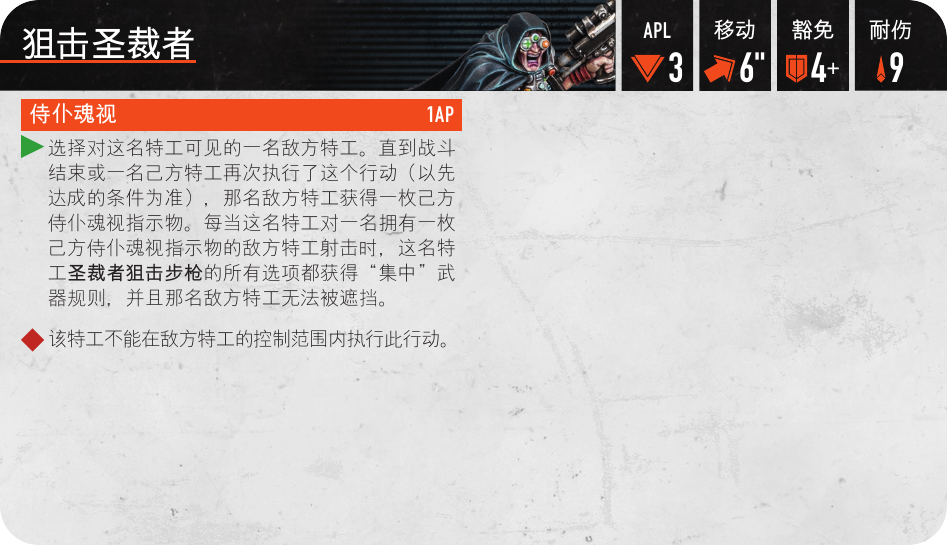 狙击圣裁者
APL 移动 豁免 耐伤
3 6" 4+ 9
侍仆魂视 1AP
选择对这名特工可见的一名敌方特工。直到战斗
结束或一名己方特工再次执行了这个行动（以先
达成的条件为准），那名敌方特工获得一枚己方
侍仆魂视指示物。每当这名特工对一名拥有一枚
己方侍仆魂视指示物的敌方特工射击时，这名特
工圣裁者狙击步枪的所有选项都获得“集中”武
器规则，并且那名敌方特工无法被遮挡。
该特工不能在敌方特工的控制范围内执行此行动。